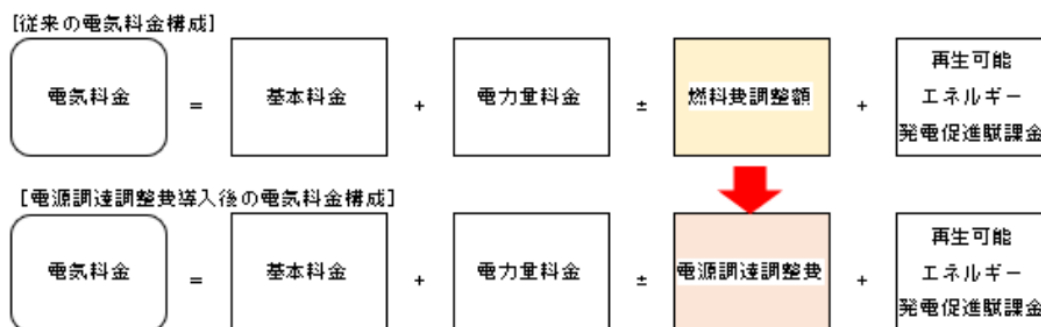 [従来の電気料金構成]
電気料金 = 基本料金 + 電力量料金 ± 燃料費調整額 + 再生可能
エネルギー
発電促進賦課金
[電源調達調整費導入後の電気料金構成]
電気料金 = 基本料金 + 電力量料金 ± 電源調達調整費 + 再生可能
エネルギー
発電促進賦課金